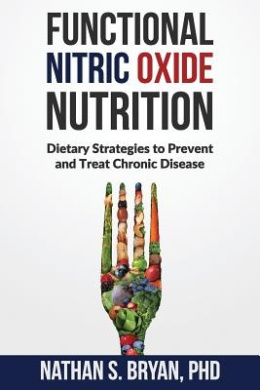 FUNCTIONAL
NITRIC OXIDE
NUTRITION
Dietary Strategies to Prevent
and Treat Chronic Disease
NATHAN S. BRYAN, PHD